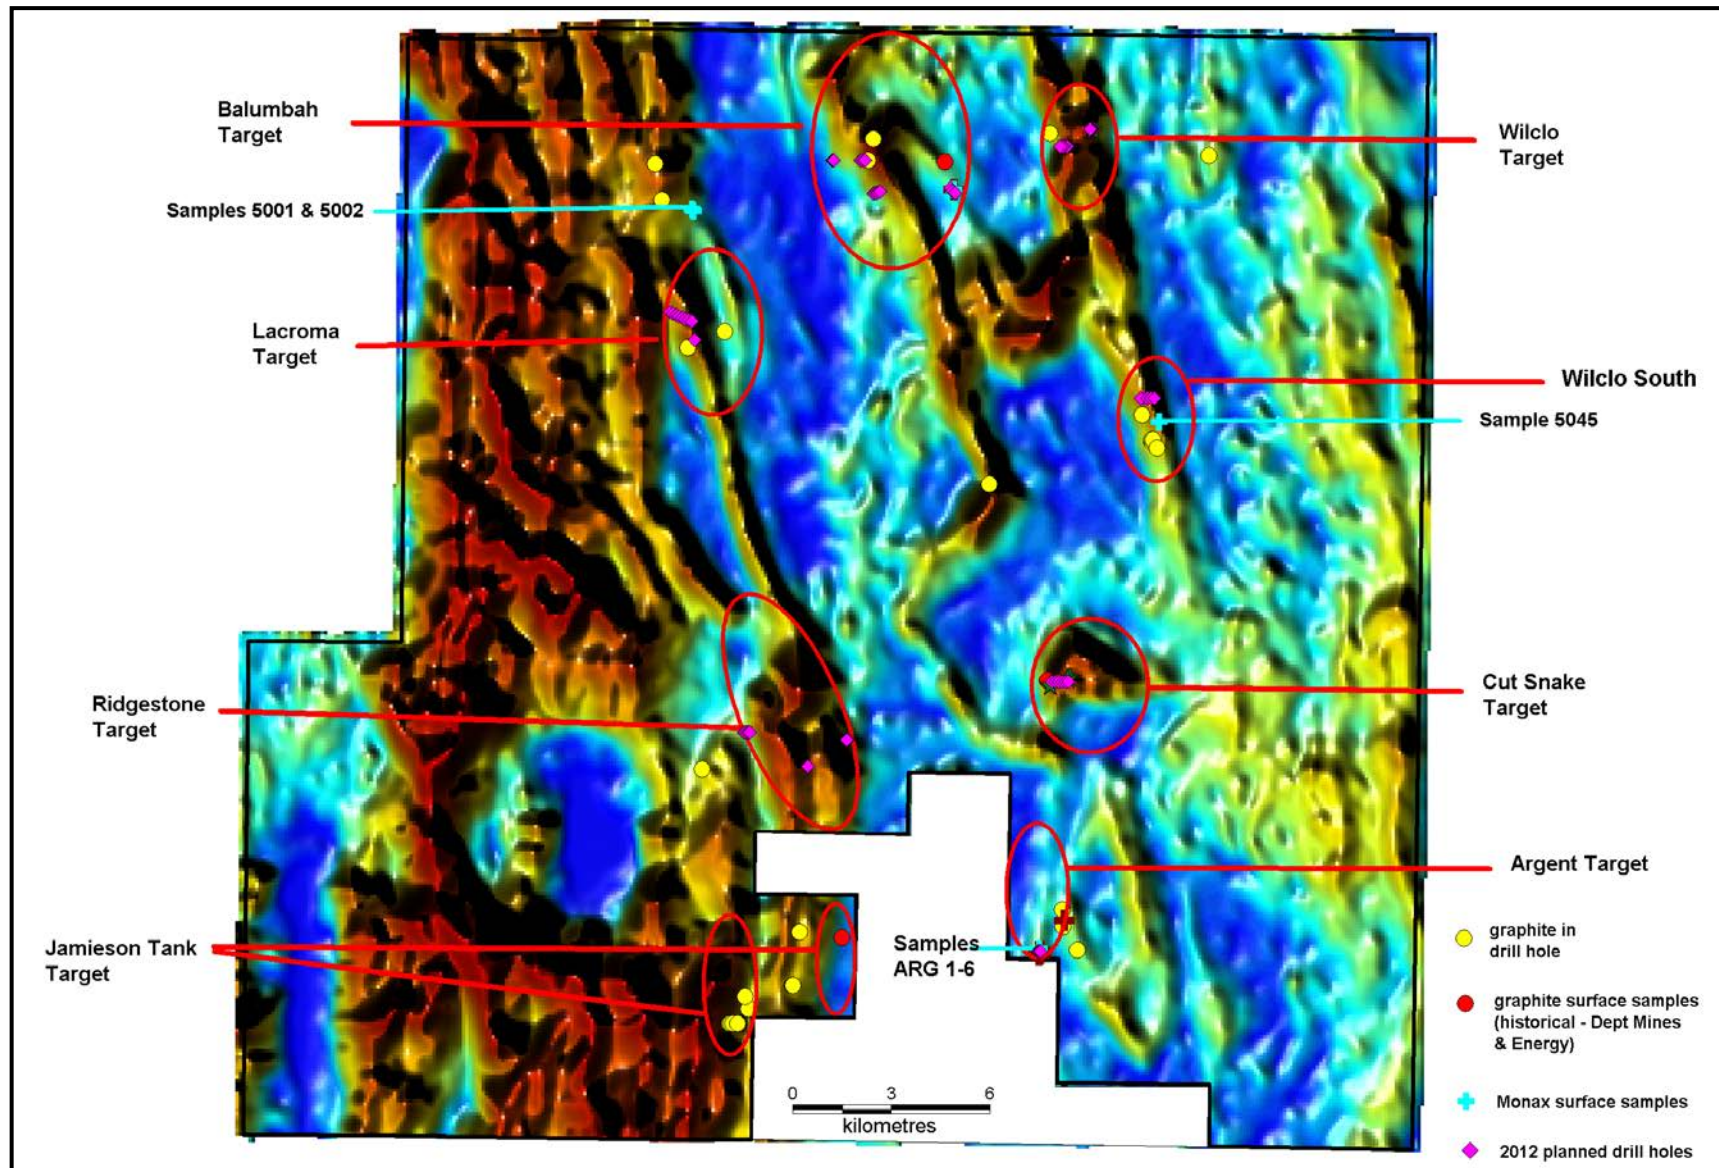 Balumbah
Target
Samples 5001 & 5002
Lacroma
Target
Ridgestone
Target
Jamieson Tank
Target
Wilclo
Target
Wilclo South
Sample 5045
Cut Snake
Target
Argent Target
Samples
ARG 1-6
graphite in
drill hole
graphite surface samples
(historical - Dept Mines
& Energy)
Monax surface samples
2012 planned drill holes
0 3 6
kilometres